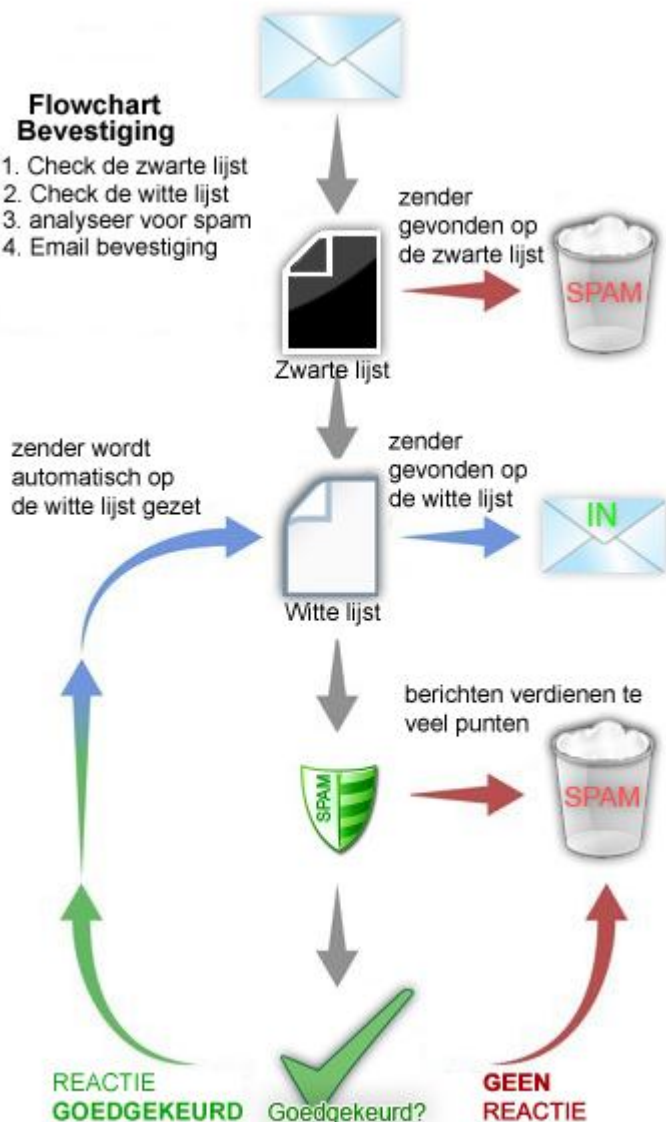 Flowchart
Bevestiging
1. Check de zwarte lijst
2. Check de witte lijst
3. analyseer voor spam
4. Email bevestiging
zender
gevonden op
de zwarte lijst
SPAM
Zwarte lijst
zender wordt
automatisch op
de witte lijst gezet
zender
gevonden op
de witte lijst
IN
Witte lijst
berichten verdienen te
veel punten
SPAM
SPAM
REACTIE
GOEDGEKEURD
Goedgekeurd?
GEEN
REACTIE